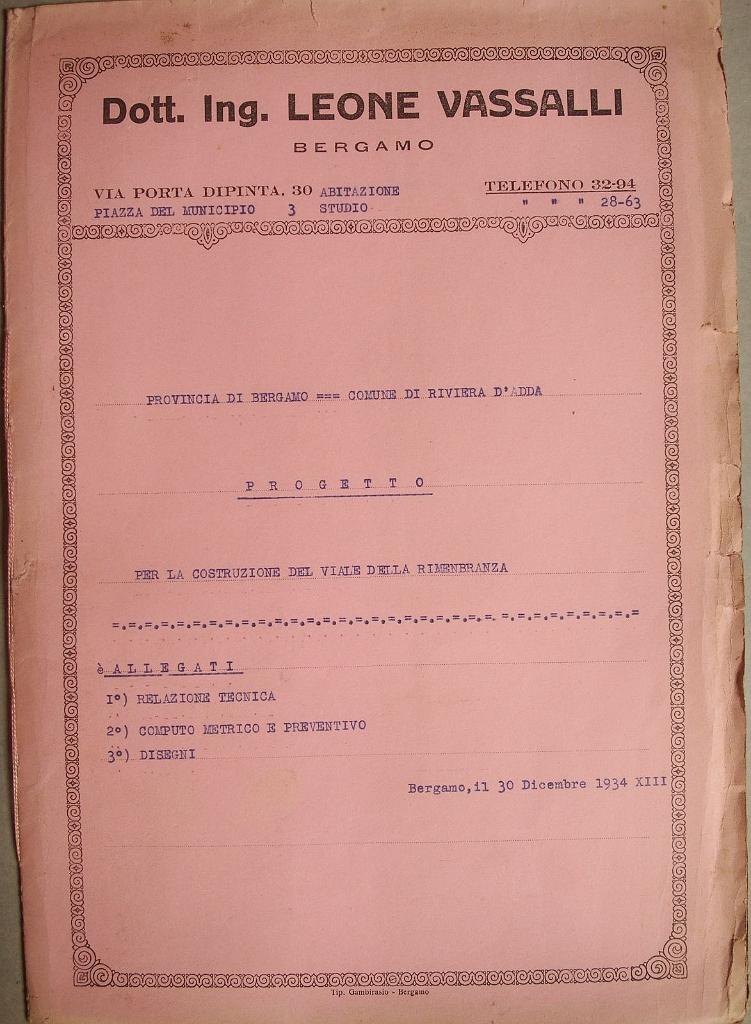 Dott. Ing. LEONE VASSALLI
BERGAMO
VIA PORTA DIPINTA. 30 ABITAZIONE TELEFONO 32-94
PIAZZA DEL MUNICIPIO 3 STUDIO " " " 28-63
PROVINCIA DI BERGAMO === COMUNE DI RIVIERA D'ADDA
P R O G E T T O
PER LA COSTRUZIONE DEL VIALE DELLA RIMENBRANZA
=.=.=.=.=.=.=.=.=.=.=.=.=.=.=.=.=.=.=.=.=.=.=.=.=.=.=.=.=.=.=.=.=
è A L L E G A T I
1°) RELAZIONE TECNICA
2°) COMPUTO METRICO E PREVENTIVO
3°) DISEGNI
Bergamo,il 30 Dicembre 1934 XIII
Tip. Gambirasio - Bergamo